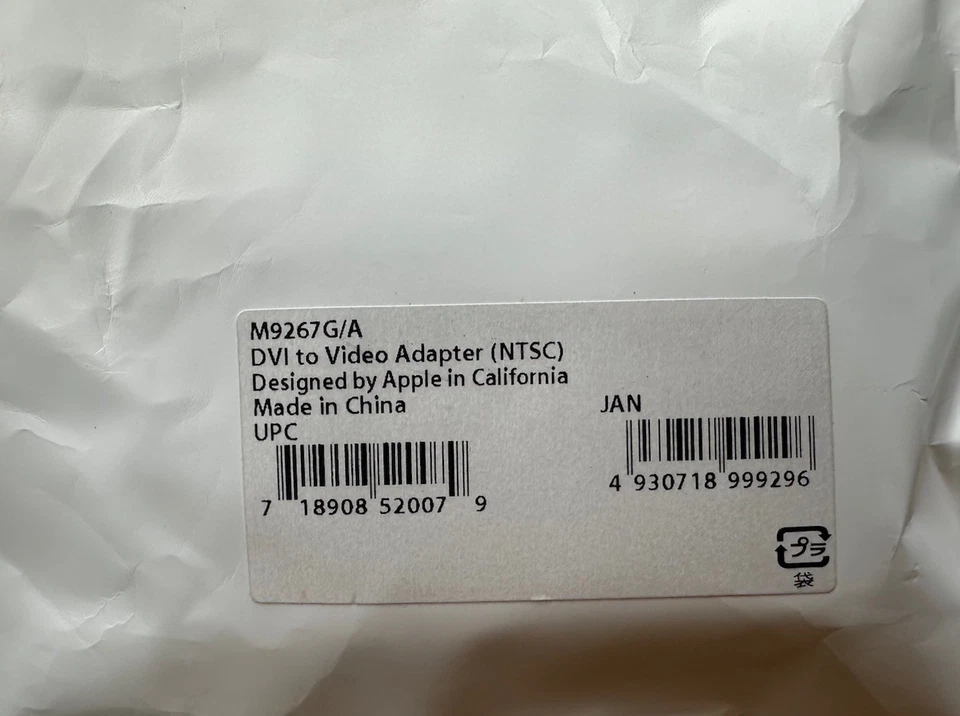 M9267G/A
DVI to Video Adapter (NTSC)
Designed by Apple in California
Made in China
UPC
7 18908 52007 9
JAN
4 930718 999296
プラ
袋